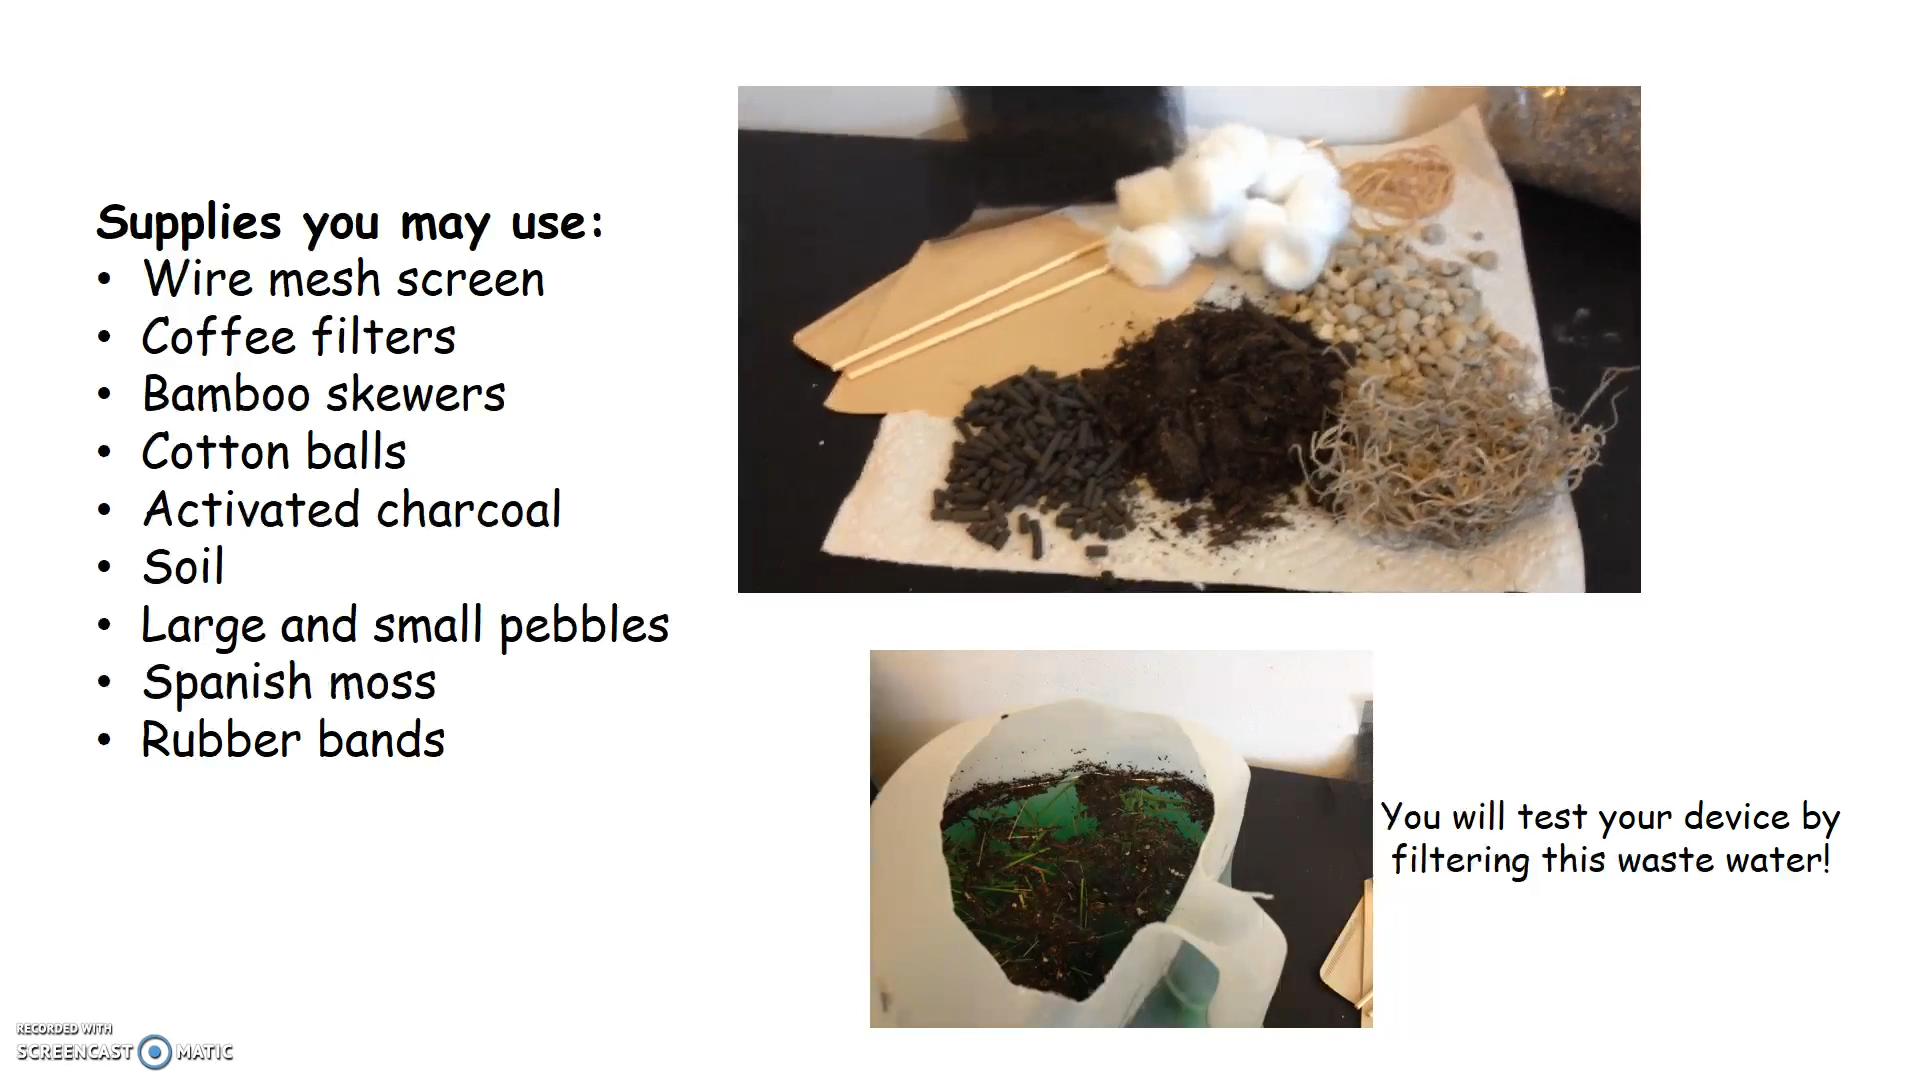 Supplies you may use:
• Wire mesh screen
• Coffee filters
• Bamboo skewers
• Cotton balls
• Activated charcoal
• Soil
• Large and small pebbles
• Spanish moss
• Rubber bands
You will test your device by
filtering this waste water!
RECORDED WITH
SCREENCAST MATIC